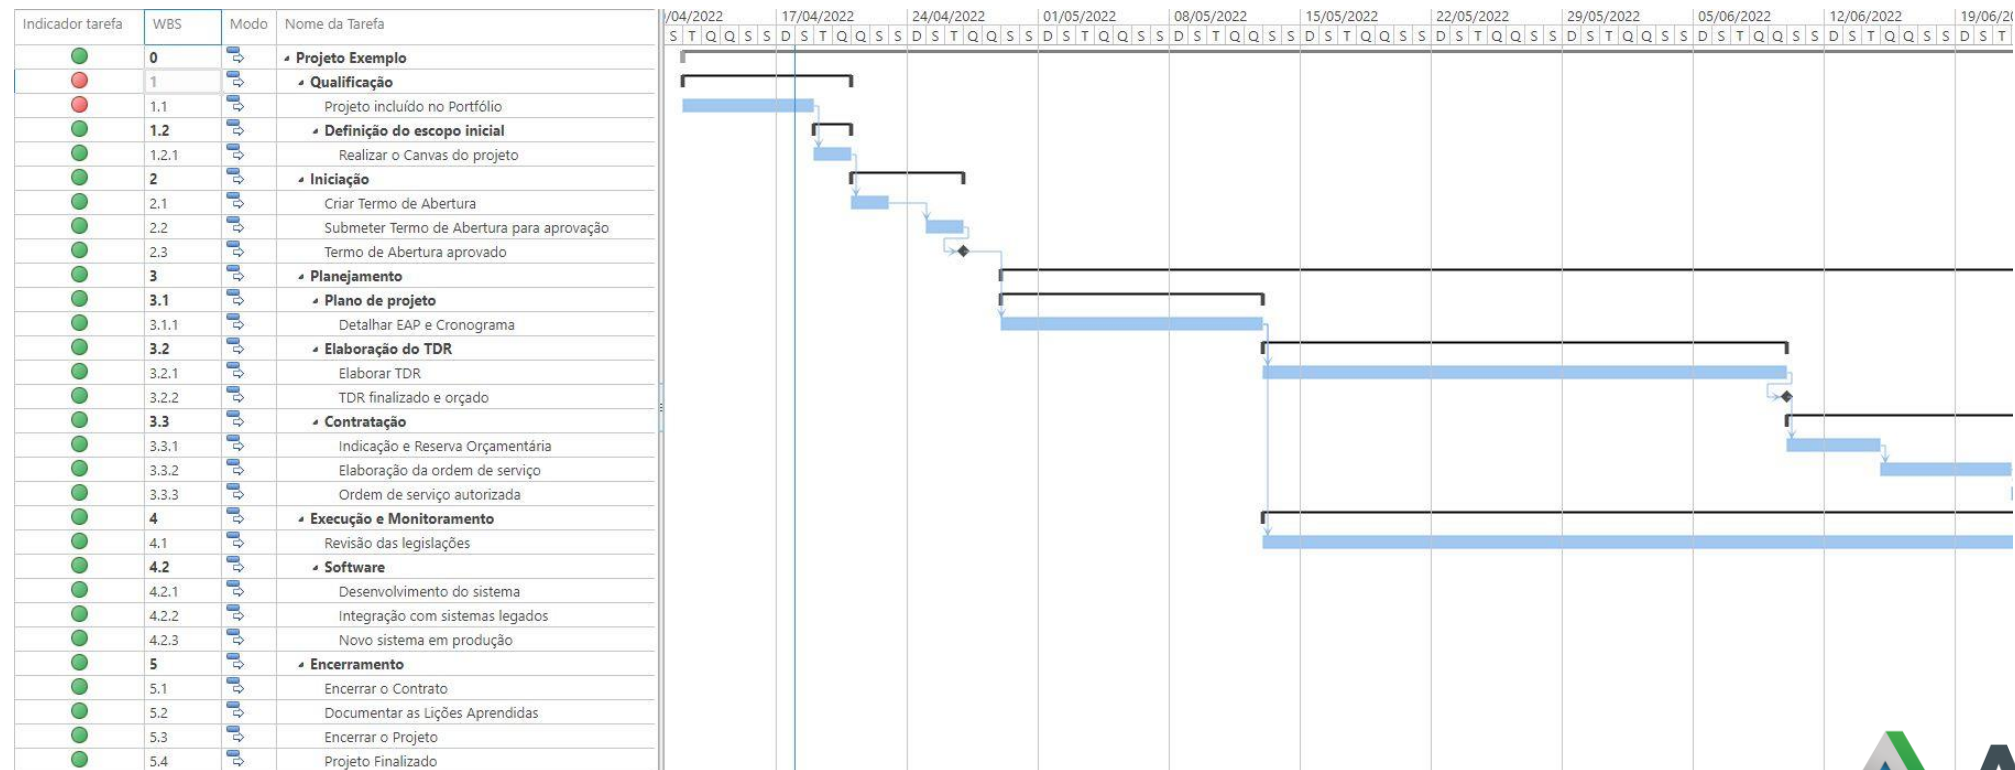 Indicador tarefa WBS Modo Nome da Tarefa /04/2022 17/04/2022 24/04/2022 01/05/2022 08/05/2022 15/05/2022 22/05/2022 29/05/2022 05/06/2022 12/06/2022 19/06/20
S T Q Q S S D S T Q Q S S D S T Q Q S S D S T Q Q S S D S T Q Q S S D S T Q Q S S D S T Q Q S S D S T Q Q S S D S T Q Q S S D S T Q Q S S D S T
0 Projeto Exemplo
1 Qualificação
1.1 Projeto incluído no Portfólio
1.2 Definição do escopo inicial
1.2.1 Realizar o Canvas do projeto
2 Iniciação
2.1 Criar Termo de Abertura
2.2 Submeter Termo de Abertura para aprovação
2.3 Termo de Abertura aprovado
3 Planejamento
3.1 Plano de projeto
3.1.1 Detalhar EAP e Cronograma
3.2 Elaboração do TDR
3.2.1 Elaborar TDR
3.2.2 TDR finalizado e orçado
3.3 Contratação
3.3.1 Indicação e Reserva Orçamentária
3.3.2 Elaboração da ordem de serviço
3.3.3 Ordem de serviço autorizada
4 Execução e Monitoramento
4.1 Revisão das legislações
4.2 Software
4.2.1 Desenvolvimento do sistema
4.2.2 Integração com sistemas legados
4.2.3 Novo sistema em produção
5 Encerramento
5.1 Encerrar o Contrato
5.2 Documentar as Lições Aprendidas
5.3 Encerrar o Projeto
5.4 Projeto Finalizado